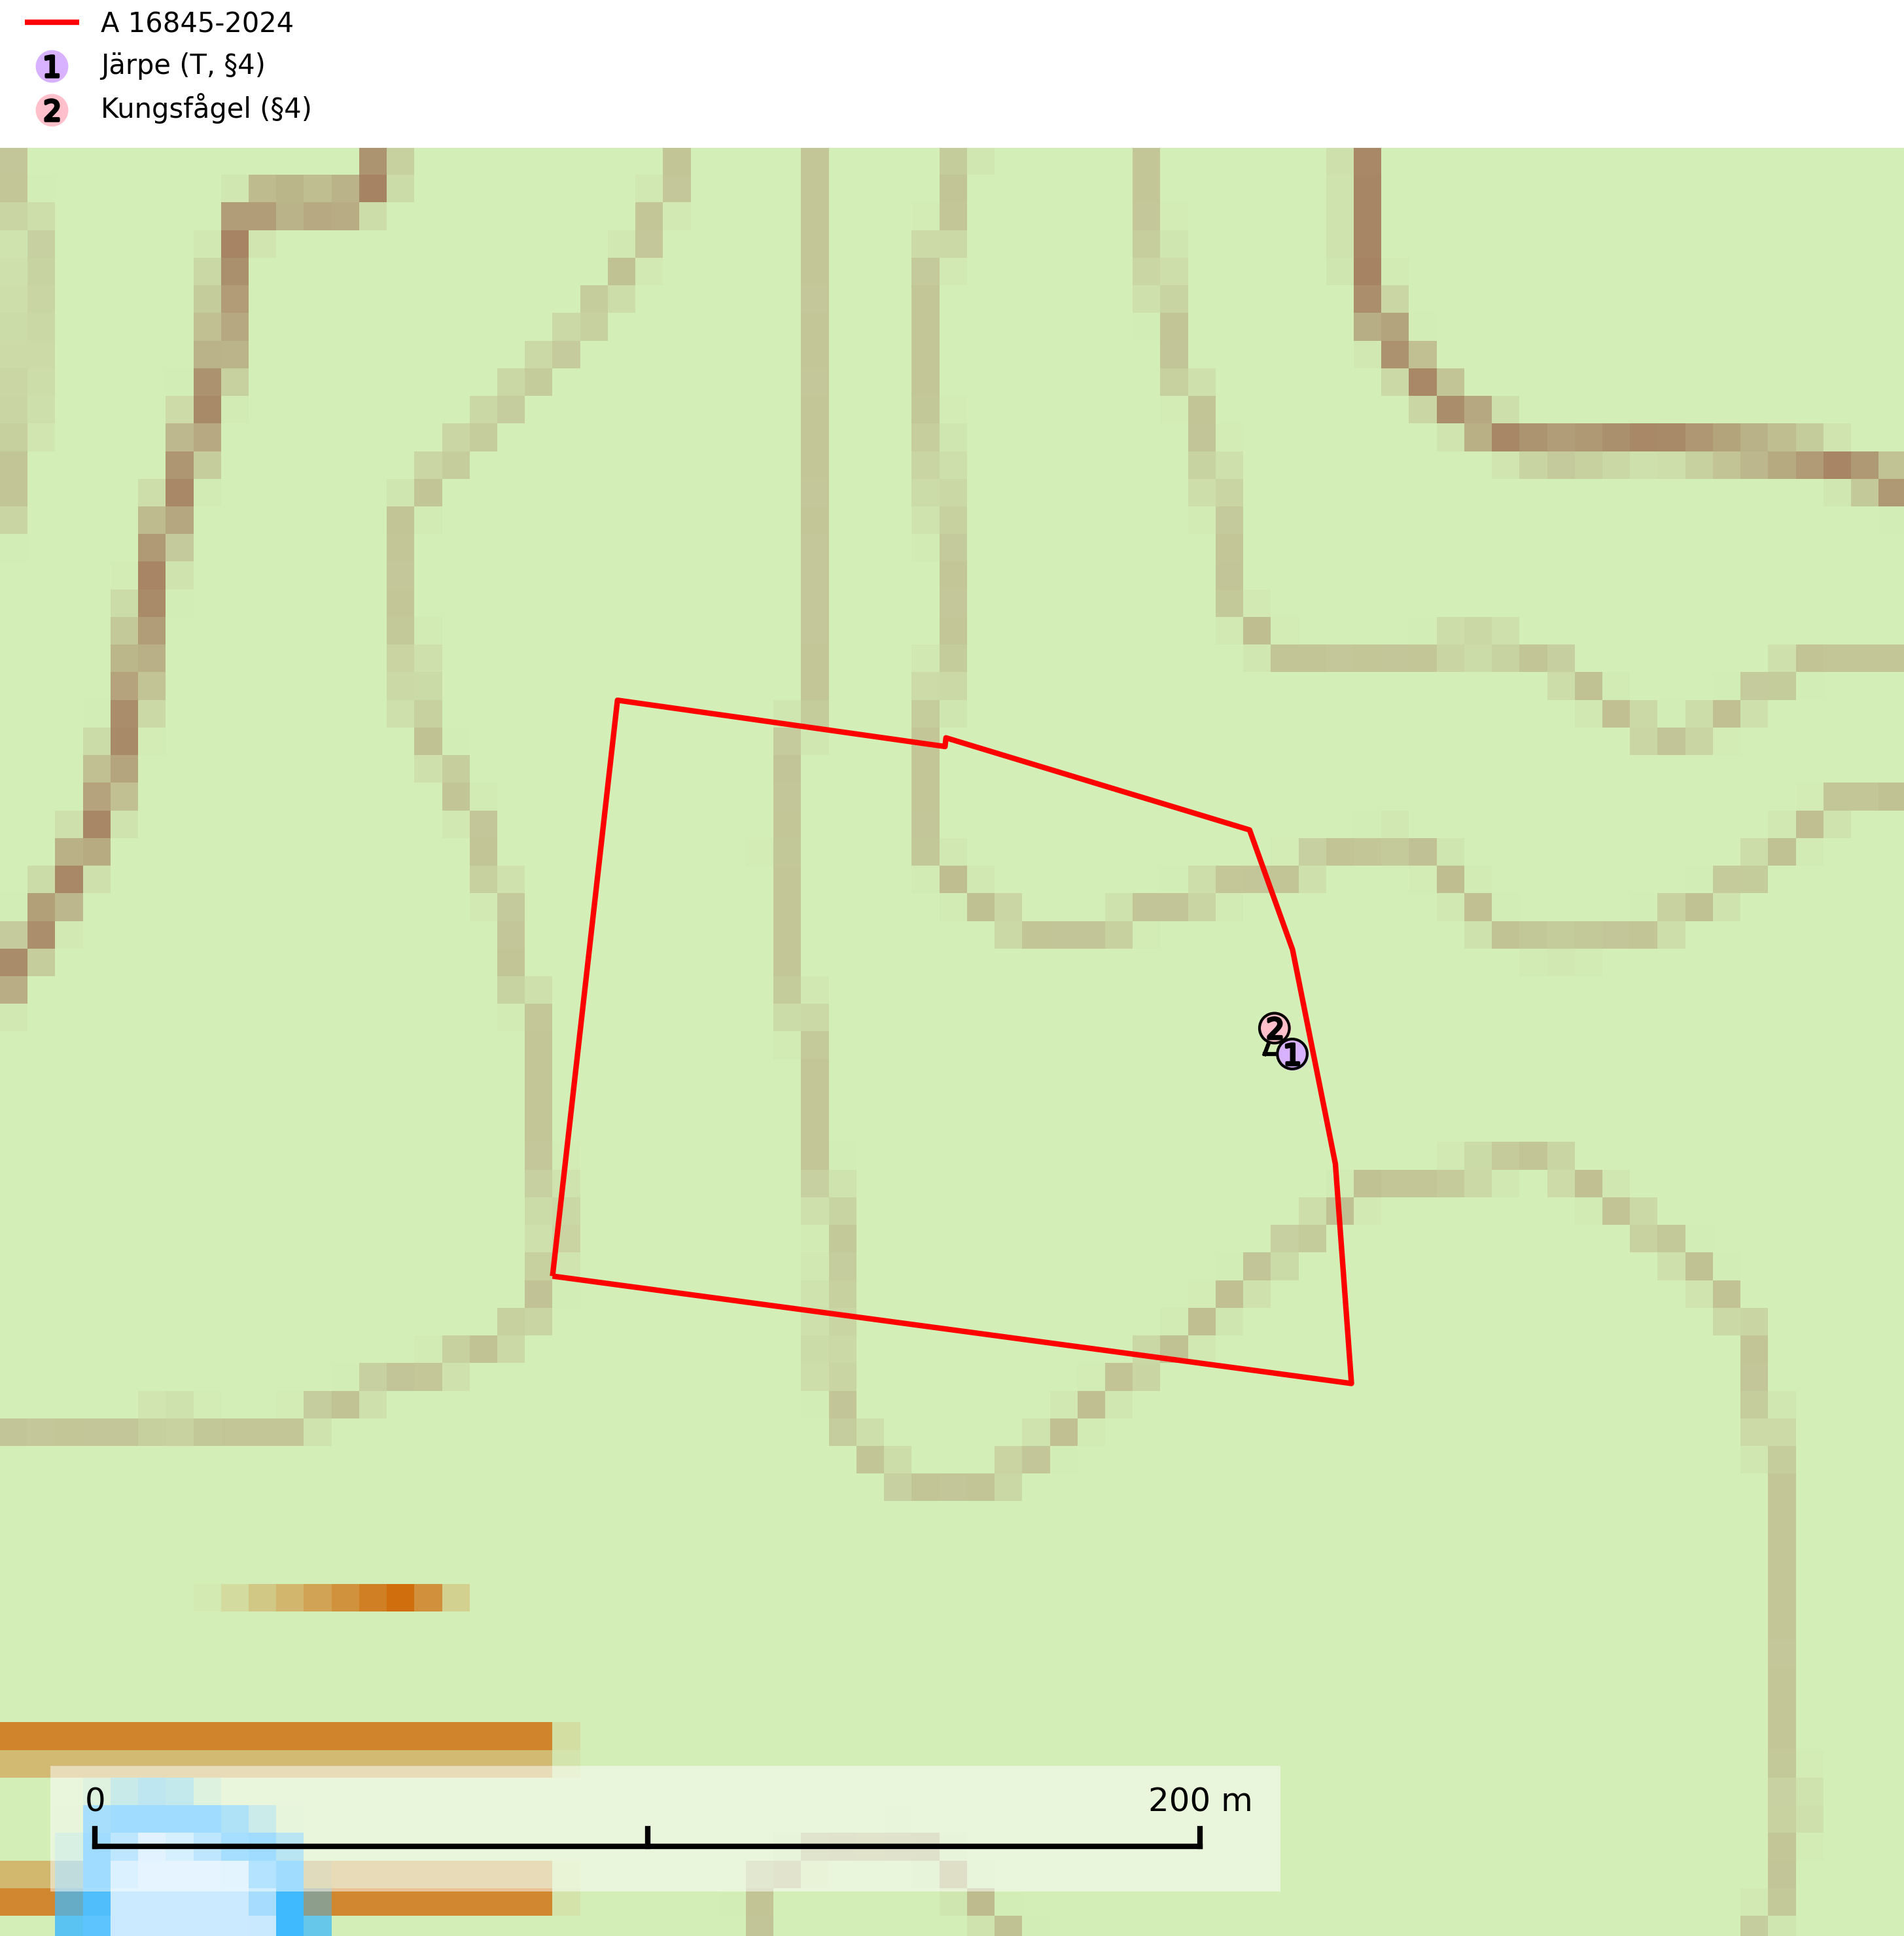 A 16845-2024
1 Järpe (T, §4)
2 Kungsfågel (§4)
2
1
0 200 m